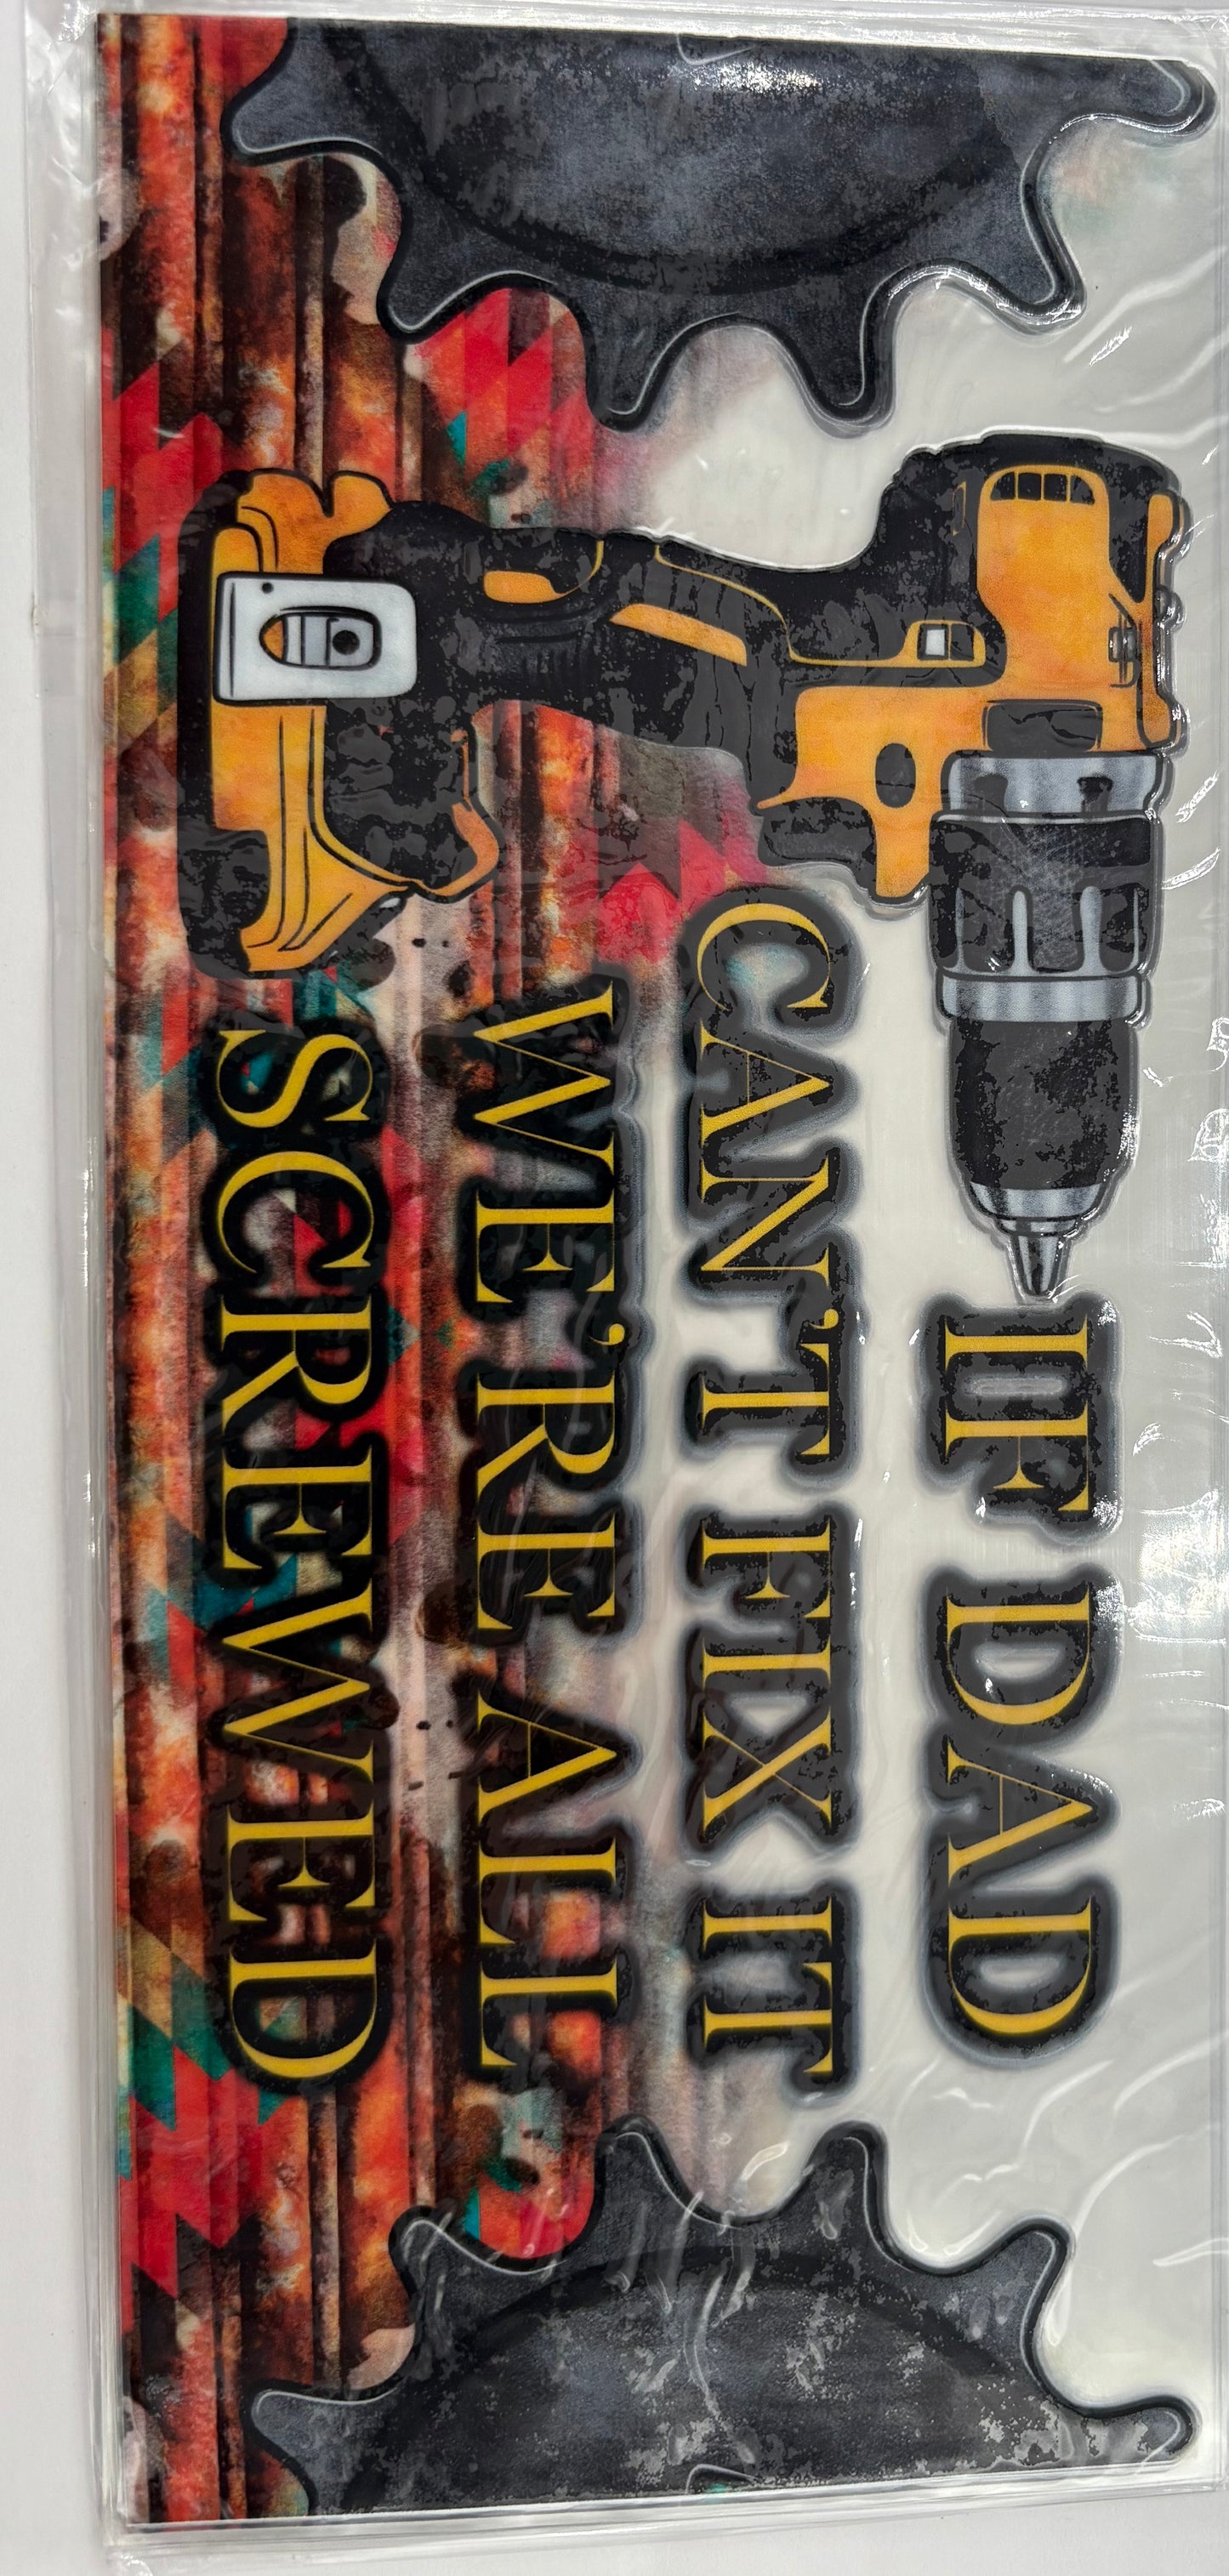 IF DAD
CAN'T FIX IT
WE'RE ALL
SCREWED